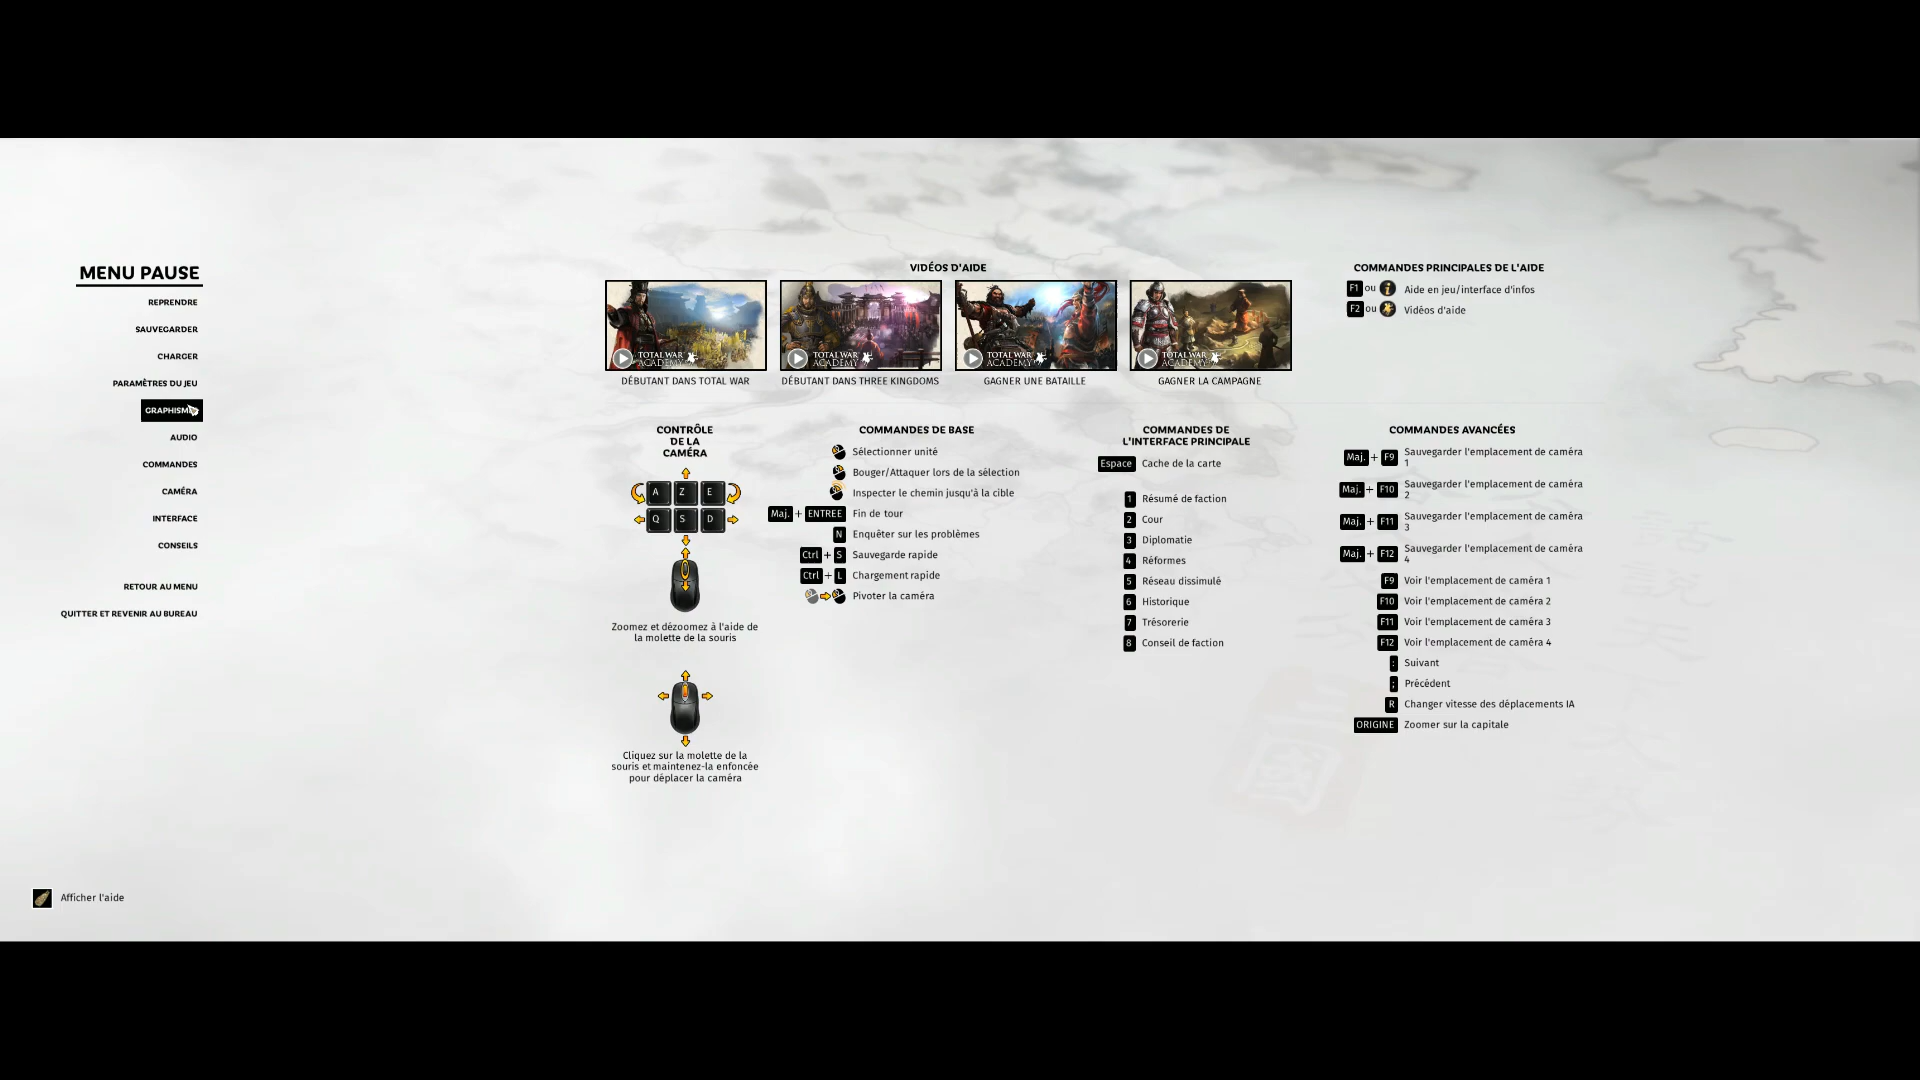 MENU PAUSE
REPRENDRE
SAUVEGARDER
CHARGER
PARAMÈTRES DU JEU
AUDIO
COMMANDES
CAMÉRA
INTERFACE
CONSEILS
RETOUR AU MENU
QUITTER ET REVENIR AU BUREAU
Afficher l'aide
VIDÉOS D'AIDE
TOTAL WAR
ACADEMY
DÉBUTANT DANS TOTAL WAR
TOTAL WAR
ACADEMY
DÉBUTANT DANS THREE KINGDOMS
TOTAL WAR
ACADEMY
GAGNER UNE BATAILLE
TOTAL WAR
ACADEMY
GAGNER LA CAMPAGNE
COMMANDES PRINCIPALES DE L'AIDE
F1 ou Aide en jeu/interface d'infos
F2 ou Vidéos d'aide
CONTRÔLE
DE LA
CAMÉRA
A Z E
Q S D
Zoomez et dézoomez à l'aide de
la molette de la souris
Cliquez sur la molette de la
souris et maintenez-la enfoncée
pour déplacer la caméra
COMMANDES DE BASE
Sélectionner unité
Bouger/Attaquer lors de la sélection
Inspecter le chemin jusqu'à la cible
Maj. + ENTREE Fin de tour
N Enquêter sur les problèmes
Ctrl + S Sauvegarde rapide
Ctrl + L Chargement rapide
Pivoter la caméra
COMMANDES DE
L'INTERFACE PRINCIPALE
Espace Cache de la carte
1 Résumé de faction
2 Cour
3 Diplomatie
4 Réformes
5 Réseau dissimulé
6 Historique
7 Trésorerie
8 Conseil de faction
COMMANDES AVANCÉES
Maj. + F9 Sauvegarder l'emplacement de caméra
1
Maj. + F10 Sauvegarder l'emplacement de caméra
2
Maj. + F11 Sauvegarder l'emplacement de caméra
3
Maj. + F12 Sauvegarder l'emplacement de caméra
4
F9 Voir l'emplacement de caméra 1
F10 Voir l'emplacement de caméra 2
F11 Voir l'emplacement de caméra 3
F12 Voir l'emplacement de caméra 4
: Suivant
; Précédent
R Changer vitesse des déplacements IA
ORIGINE Zoomer sur la capitale